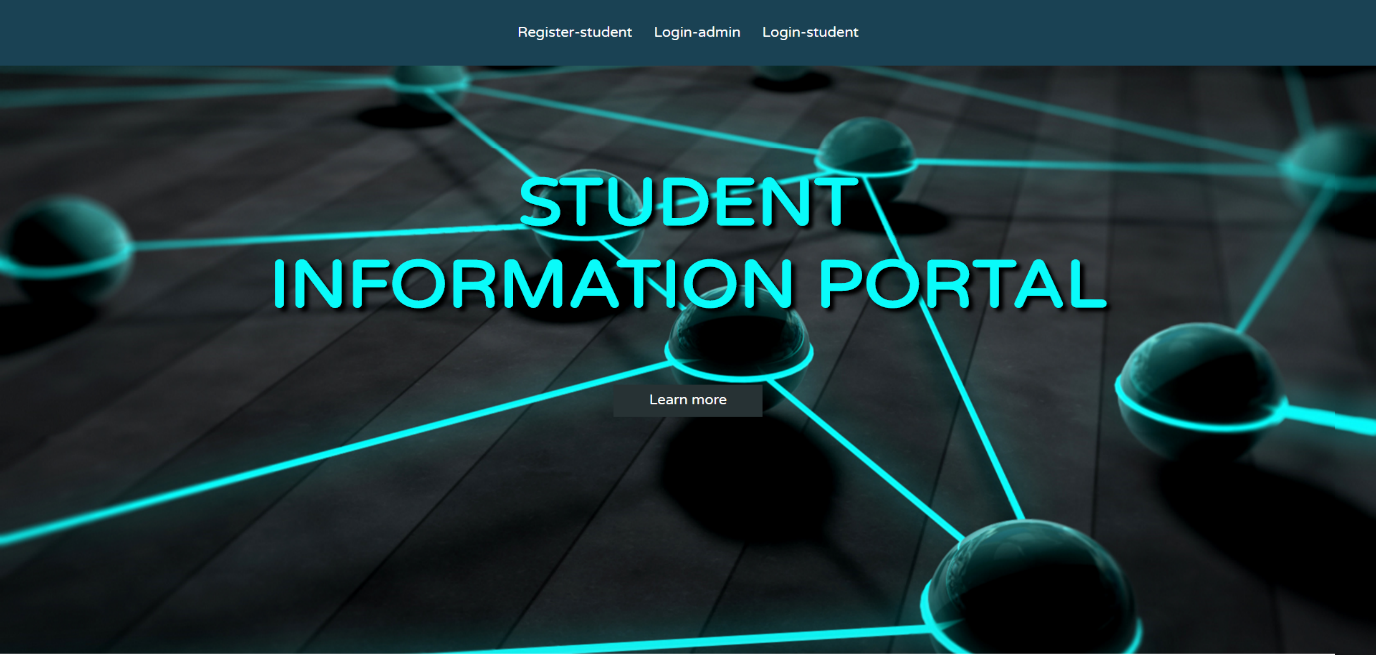 Register-student Login-admin Login-student
STUDENT
INFORMATION PORTAL
Learn more